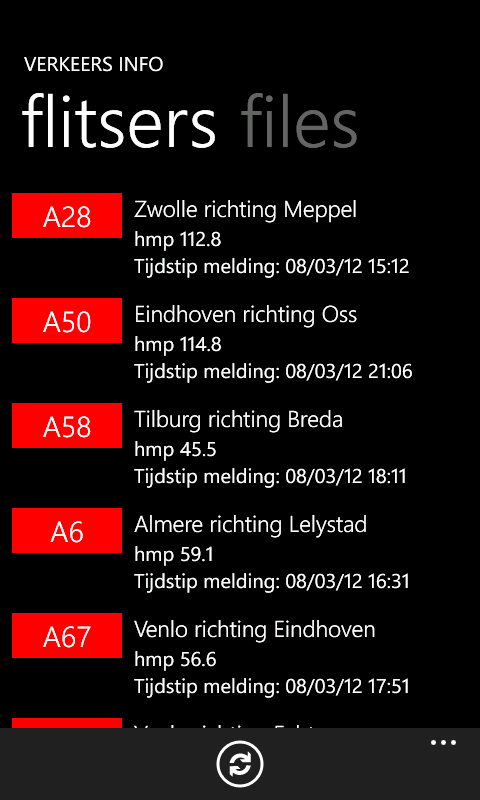 VERKEERS INFO
flitsers files
A28
Zwolle richting Meppel
hmp 112.8
Tijdstip melding: 08/03/12 15:12
A50
Eindhoven richting Oss
hmp 114.8
Tijdstip melding: 08/03/12 21:06
A58
Tilburg richting Breda
hmp 45.5
Tijdstip melding: 08/03/12 18:11
A6
Almere richting Lelystad
hmp 59.1
Tijdstip melding: 08/03/12 16:31
A67
Venlo richting Eindhoven
hmp 56.6
Tijdstip melding: 08/03/12 17:51